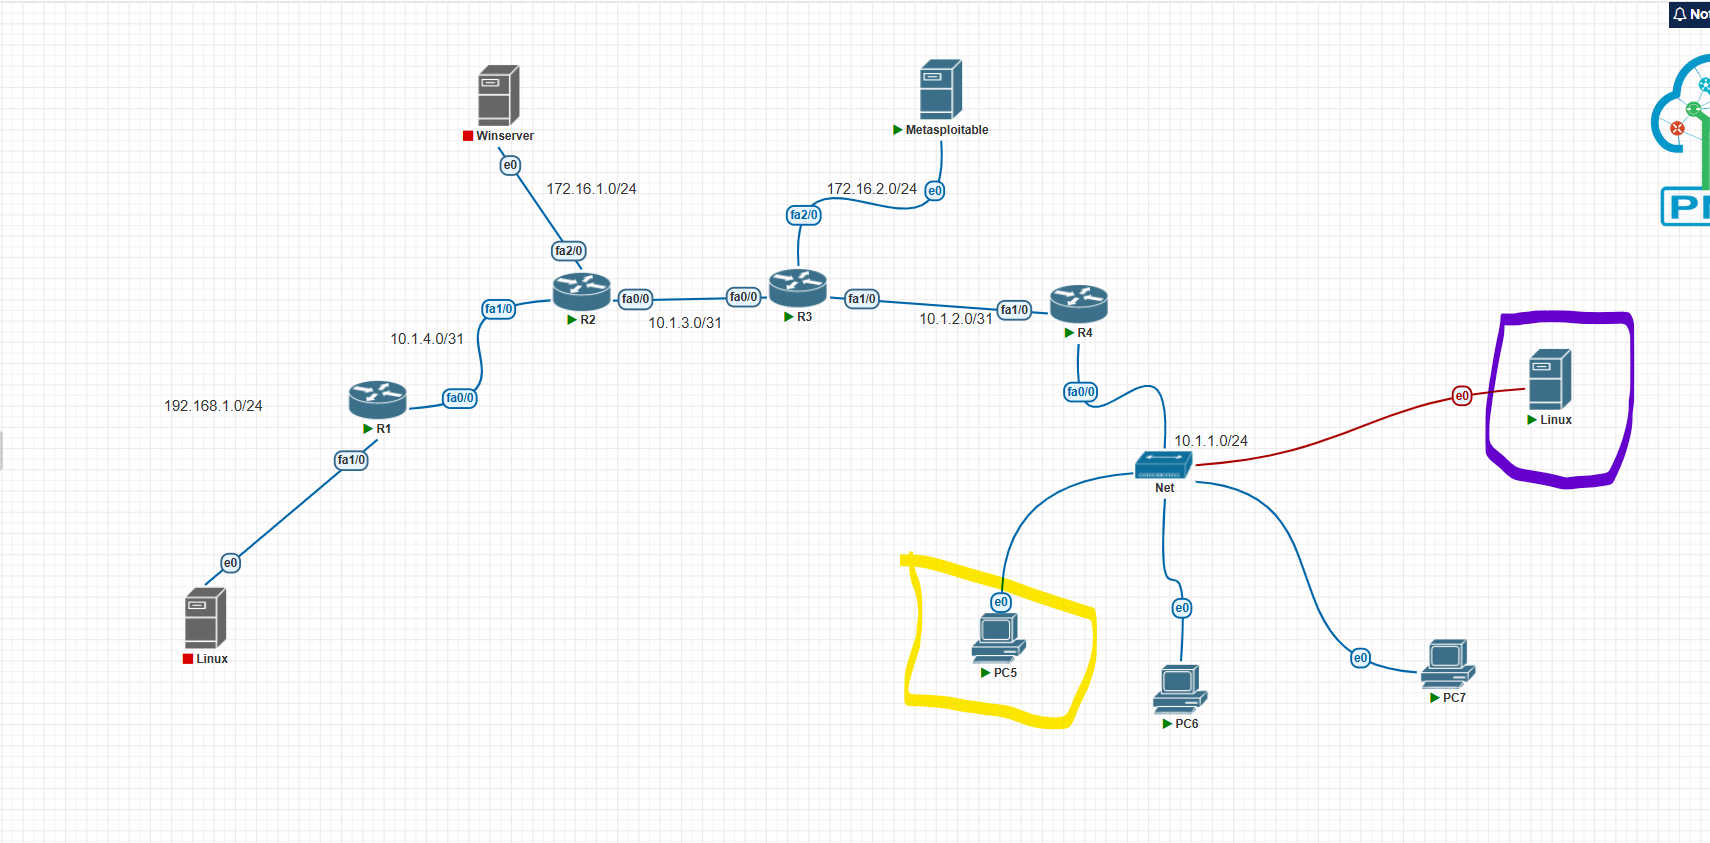 Not
Winserver
e0
172.16.1.0/24
fa2/0
Metasploitable
172.16.2.0/24
e0
fa2/0
fa1/0
R2
fa0/0
10.1.3.0/31
fa0/0
R3
fa1/0
10.1.2.0/31
fa1/0
R4
10.1.4.0/31
fa0/0
192.168.1.0/24
R1
fa1/0
e0
Linux
fa0/0
10.1.1.0/24
Net
e0
Linux
e0
PC5
e0
PC6
e0
PC7